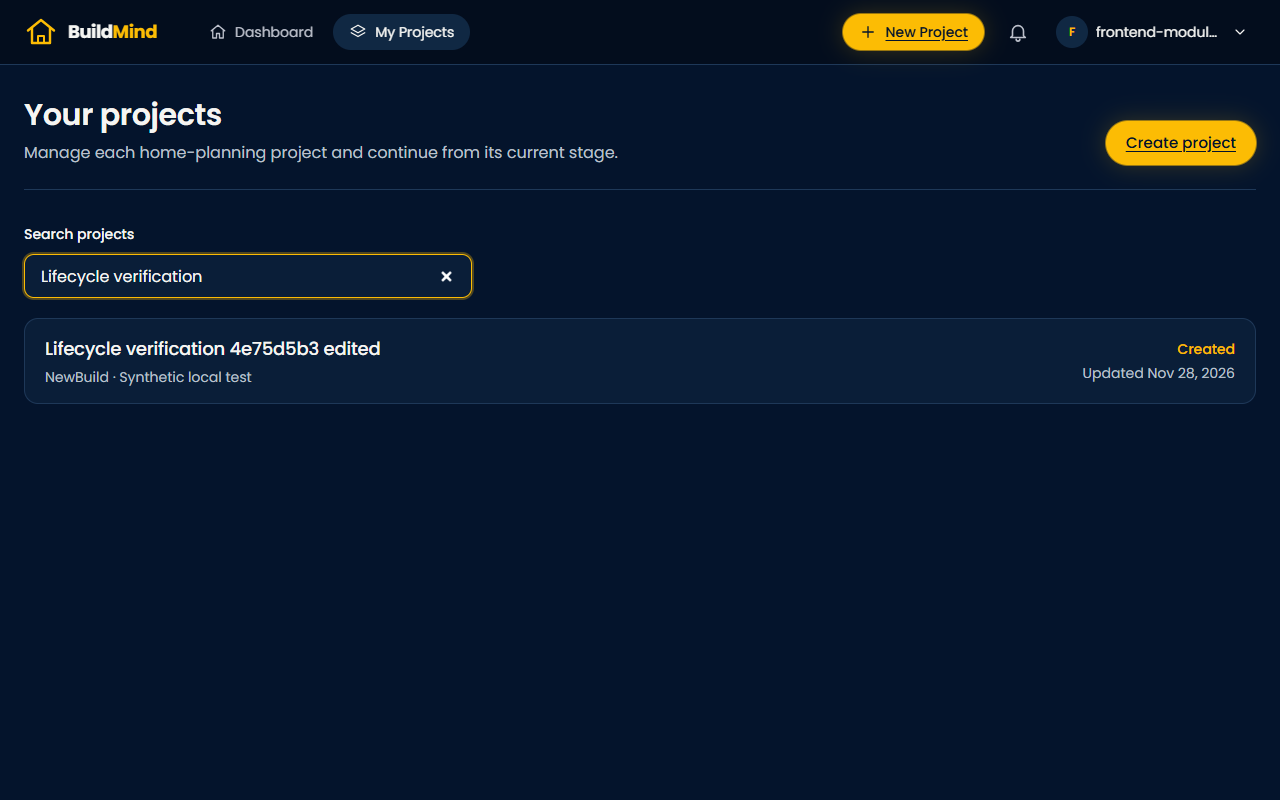 BuildMind
Dashboard
My Projects
New Project
F
frontend-modul...
Your projects
Manage each home-planning project and continue from its current stage.
Create project
Search projects
Lifecycle verification
Lifecycle verification 4e75d5b3 edited
Created
NewBuild · Synthetic local test
Updated Nov 28, 2026